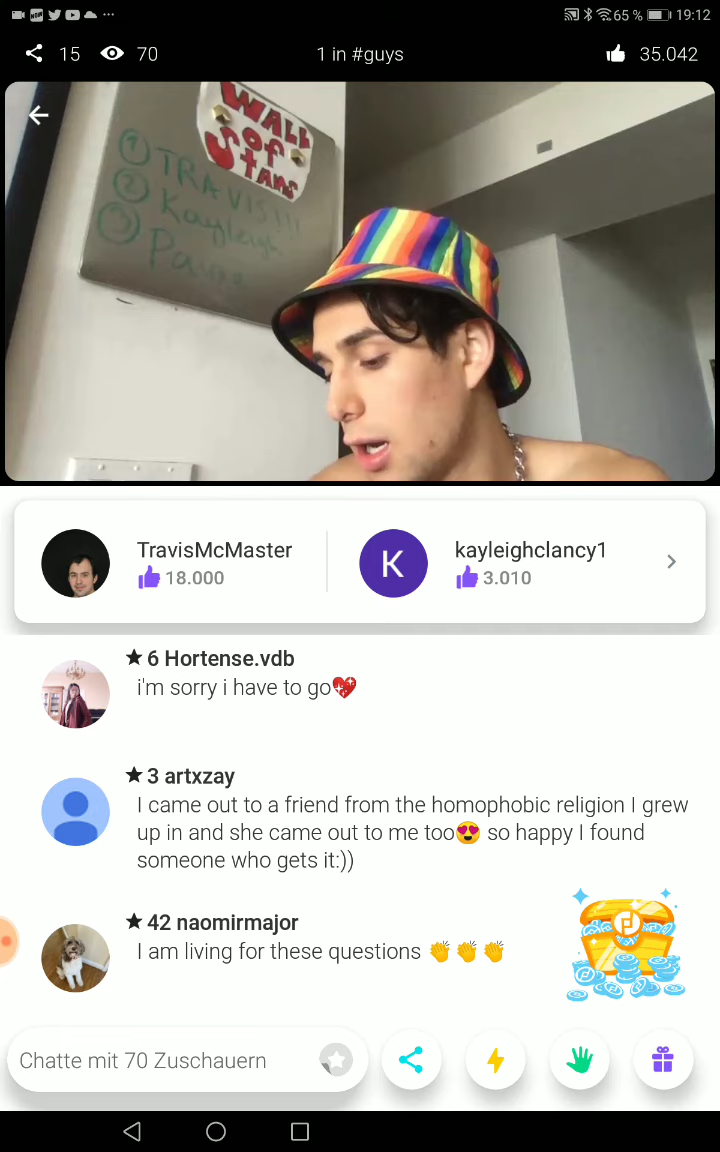 65 % 19:12
15 70 1 in #guys 35.042
WALL
of
Stans
① TRAVIS!!!
② Kayleigh
③
TravisMcMaster
18.000
kayleighclancy1
3.010
K
★ 6 Hortense.vdb
i'm sorry i have to go💖
★ 3 artxzay
I came out to a friend from the homophobic religion I grew
up in and she came out to me too😍 so happy I found
someone who gets it:))
★ 42 naomirmajor
I am living for these questions 👏 👏 👏
Chatte mit 70 Zuschauern